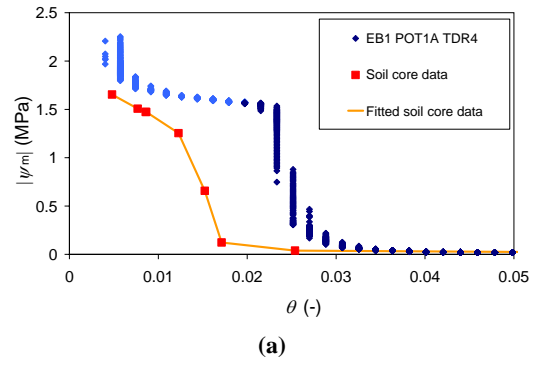 2.5
2
1.5
1
0.5
0
|ψm| (MPa)
EB1 POT1A TDR4
Soil core data
Fitted soil core data
0 0.01 0.02 0.03 0.04 0.05
θ (-)
(a)